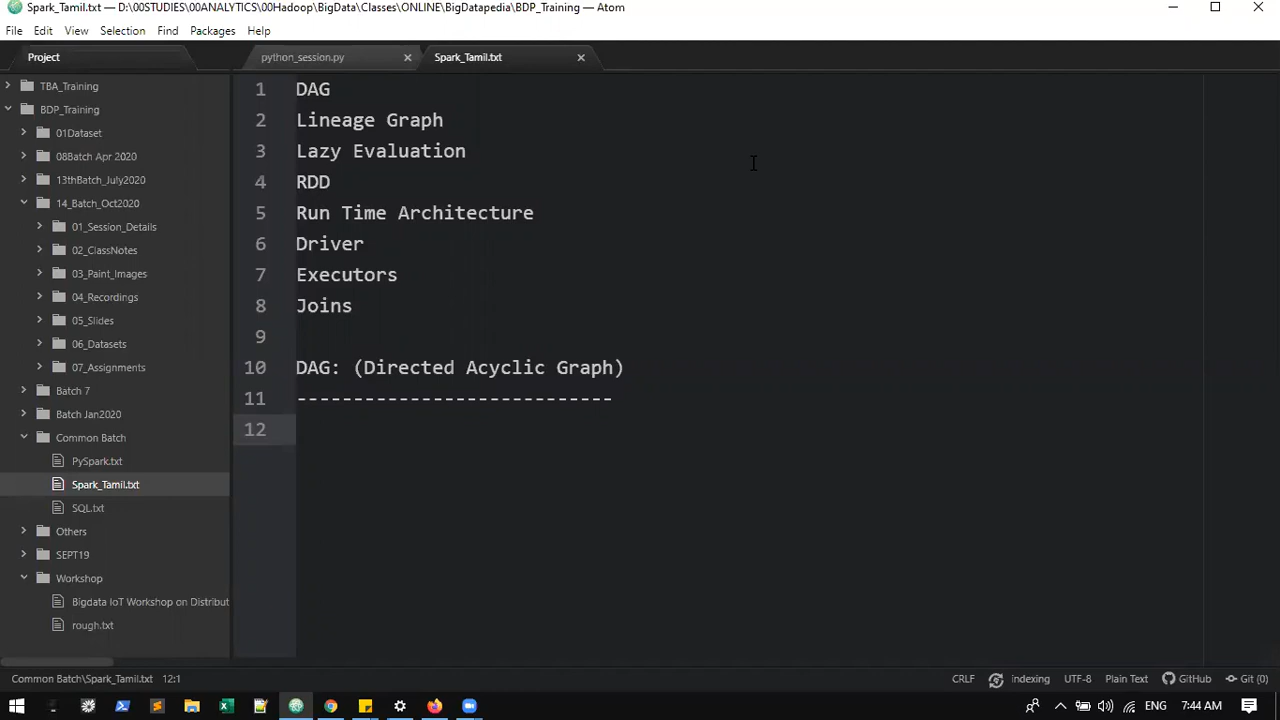 Spark_Tamil.txt — D:\00STUDIES\00ANALYTICS\00Hadoop\BigData\Classes\ONLINE\BigDatapedia\BDP_Training — Atom
File Edit View Selection Find Packages Help
Project
python_session.py
Spark_Tamil.txt
TBA_Training
BDP_Training
01Dataset
08Batch Apr 2020
13thBatch_July2020
14_Batch_Oct2020
01_Session_Details
02_ClassNotes
03_Paint_Images
04_Recordings
05_Slides
06_Datasets
07_Assignments
Batch 7
Batch Jan2020
Common Batch
PySpark.txt
Spark_Tamil.txt
SQL.txt
Others
SEPT19
Workshop
Bigdata IoT Workshop on Distribut
rough.txt
1 DAG
2 Lineage Graph
3 Lazy Evaluation
4 RDD
5 Run Time Architecture
6 Driver
7 Executors
8 Joins
9
10 DAG: (Directed Acyclic Graph)
11 ----------------------------
12
Common Batch\Spark_Tamil.txt 12:1
CRLF indexing UTF-8 Plain Text GitHub Git (0)
7:44 AM